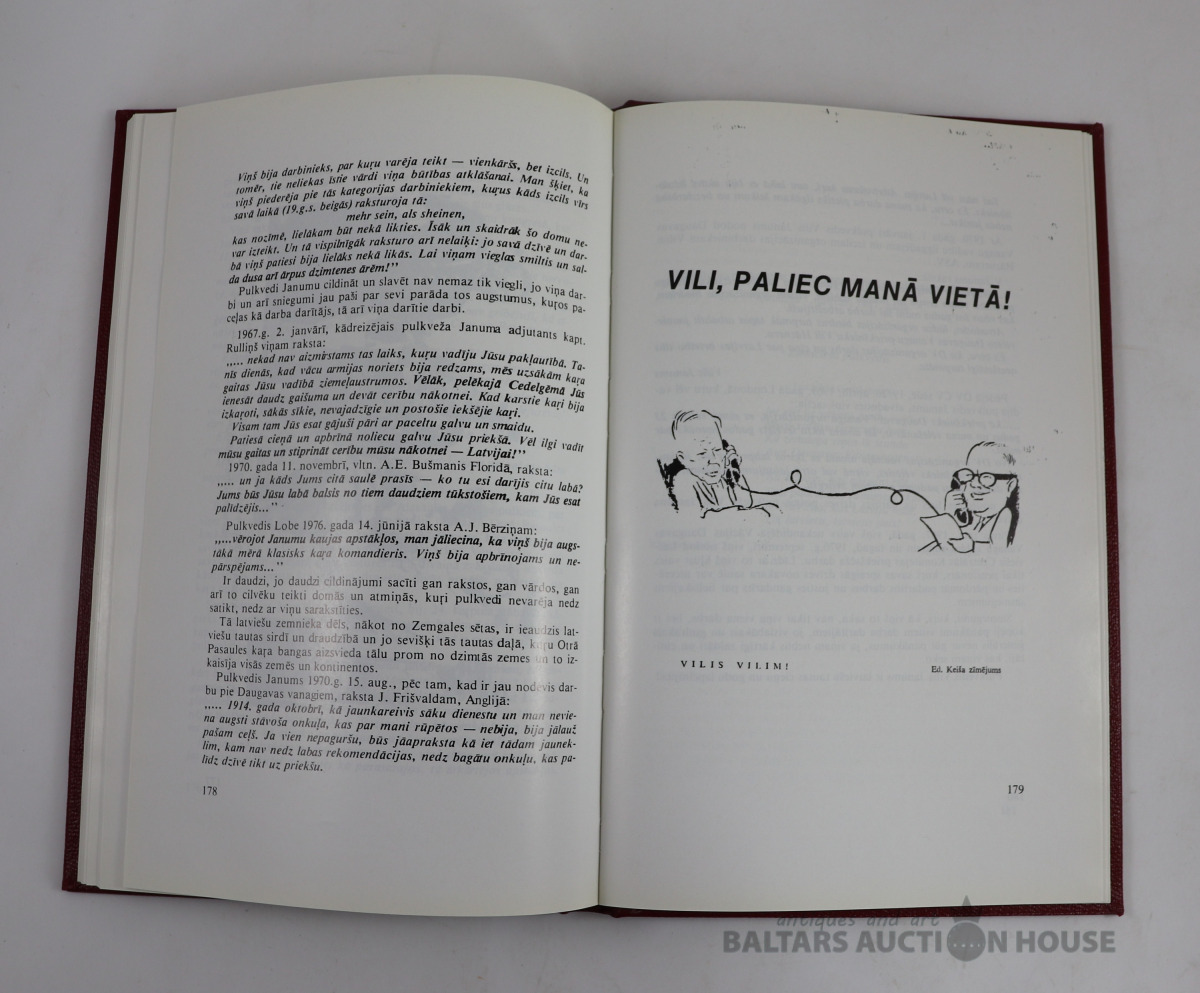 Viņš bija darbinieks, par kuŗu varēja teikt — vienkāršs, bet izcils. Un
tomēr, tie neliekas īstie vārdi viņa būtības atklāšanai. Man šķiet, ka
viņš piederēja pie tās kategorijas darbiniekiem, kuŗus kāds izcils vīrs
savā laikā (19.g.s. beigās) raksturoja tā:
mehr sein, als sheinen,
kas nozīmē, lielākam būt nekā likties. Īsāk un skaidrāk šo domu ne-
var izteikt. Un tā vispilnīgāk raksturo arī nelaiķi: jo savā dzīvē un dar-
bā viņš patiesi bija lielāks nekā likās. Lai viņam vieglas smiltis un sal-
da dusa arī ārpus dzimtenes ārēm!"
Pulkvedi Janumu cildināt un slavēt nav nemaz tik viegli, jo viņa dar-
bi un arī sniegumi jau paši par sevi parāda tos augstumus, kuŗos pa-
ceļas kā darba darītājs, tā arī viņa darītie darbi.
1967.g. 2. janvārī, kādreizējais pulkveža Januma adjutants kapt.
Rulliņš viņam raksta:
„.... nekad nav aizmirstams tas laiks, kuŗu vadīju Jūsu pakļautībā. Ta-
nīs dienās, kad vācu armijas noriets bija redzams, mēs uzsākām kaŗa
gaitas Jūsu vadībā ziemeļaustrumos. Vēlāk, pelēkajā Cedelgēmā Jūs
ienesāt daudz gaišuma un devāt cerību nākotnei. Kad karstie kaŗi bija
izkaŗoti, sākās sīkie, nevajadzīgie un postošie iekšējie kaŗi.
Visam tam Jūs esat gājuši pāri ar paceltu galvu un smaidu.
Patiesā cieņā un apbrīnā noliecu galvu Jūsu priekšā. Vēl ilgi vadīt
mūsu gaitas un stiprināt cerību mūsu nākotnei — Latvijai!"
1970. gada 11. novembrī, vltn. A.E. Bušmanis Floridā, raksta:
„.... un ja kāds Jums citā saulē prasīs — ko tu esi darījis citu labā?
Jums būs Jūsu labā balsis no tiem daudziem tūkstošiem, kam Jūs esat
palīdzējis..."
Pulkvedis Lobe 1976. gada 14. jūnijā raksta A.J. Bērziņam:
„...vērojot Janumu kaujas apstākļos, man jāliecina, ka viņš bija augs-
tākā mērā klasisks kaŗa komandieris. Viņš bija apbrīnojams un ne-
pārspējams..."
Ir daudzi, jo daudzi cildinājumi sacīti gan rakstos, gan vārdos, gan
arī to cilvēku teikti domās un atmiņās, kuŗi pulkvedi nevarēja nedz
satikt, nedz ar viņu sarakstīties.
Tā latviešu zemnieka dēls, nākot no Zemgales sētas, ir ieaudzis lat-
viešu tautas sirdī un draudzībā un jo sevišķi tās tautas daļā, kuŗu Otrā
Pasaules kaŗa bangas aizsvieda tālu prom no dzimtās zemes un to iz-
kaisīja visās zemēs un kontinentos.
Pulkvedis Janums 1970.g. 15. aug., pēc tam, kad ir jau nodevis dar-
bu pie Daugavas vanagiem, raksta J. Frišvaldam, Anglijā:
„.... 1914. gada oktobrī, kā jaunkareivis sāku dienestu un man nevie-
na augsti stāvoša onkuļa, kas par mani rūpētos — nebija, bija jālauž
pašam ceļš. Ja vien nepaguršu, būs jāapraksta kā iet tādam jaunek-
lim, kam nav nedz labas rekomendācijas, nedz bagātu onkuļu, kas pa-
līdz dzīvē tikt uz priekšu.
178
VILI, PALIEC MANĀ VIETĀ!
VILIS VILIM!
Ed. Keiša zīmējums
179
antiques and art
BALTARS AUCTION HOUSE